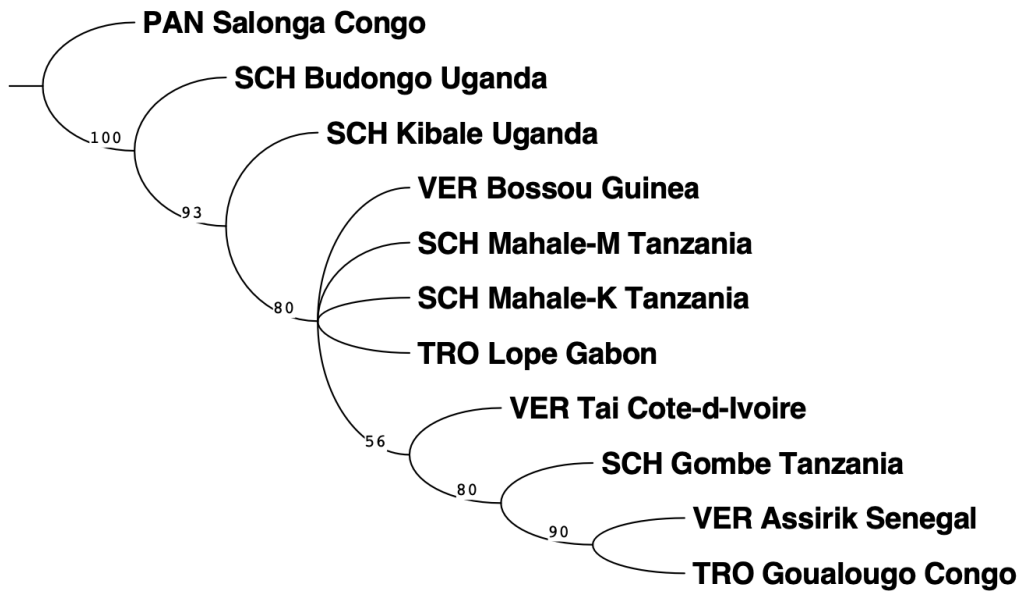 PAN Salonga Congo
SCH Budongo Uganda
100
SCH Kibale Uganda
VER Bossou Guinea
93
SCH Mahale-M Tanzania
SCH Mahale-K Tanzania
80
TRO Lope Gabon
VER Tai Cote-d-Ivoire
56
SCH Gombe Tanzania
80
VER Assirik Senegal
90
TRO Goualougo Congo